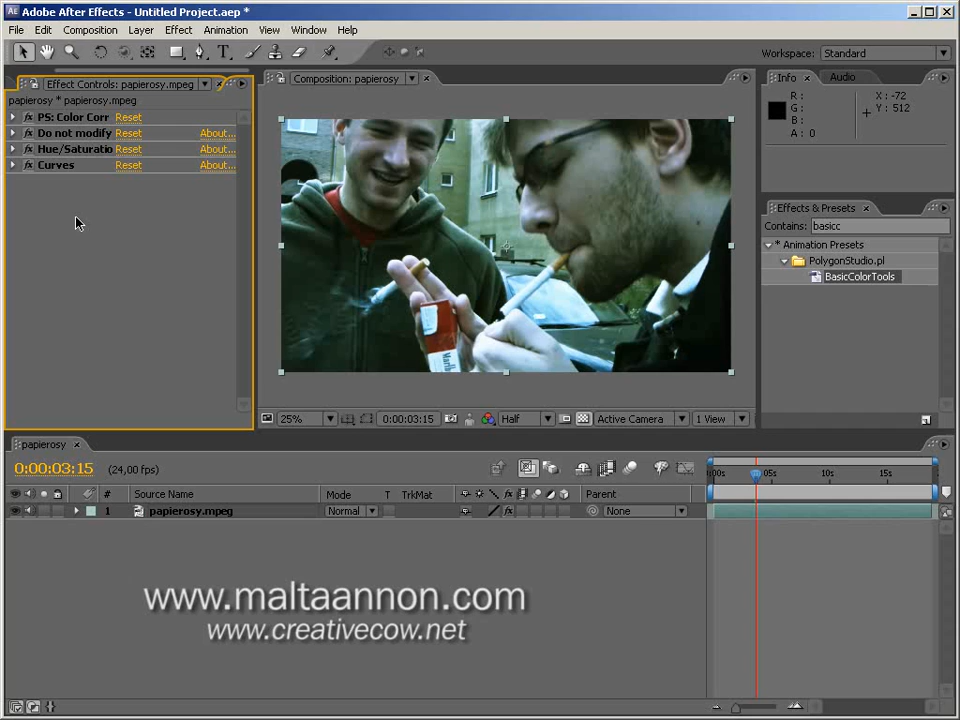 Adobe After Effects - Untitled Project.aep *
File Edit Composition Layer Effect Animation View Window Help
Workspace: Standard
Effect Controls: papierosy.mpeg
papierosy * papierosy.mpeg
PS: Color Corr Reset
Do not modify Reset About...
Hue/Saturatio Reset About...
Curves Reset About...
Composition: papierosy
25% 0:00:03:15 Half Active Camera 1 View
Info Audio
R: X: -72
G: Y: 512
B:
A: 0
Effects & Presets
Contains: basicc
* Animation Presets
PolygonStudio.pl
BasicColorTools
papierosy
0:00:03:15 (24,00 fps)
:00s 05s 10s 15s
# Source Name Mode T TrkMat Parent
1 papierosy.mpeg Normal None
www.maltaannon.com
www.creativecow.net